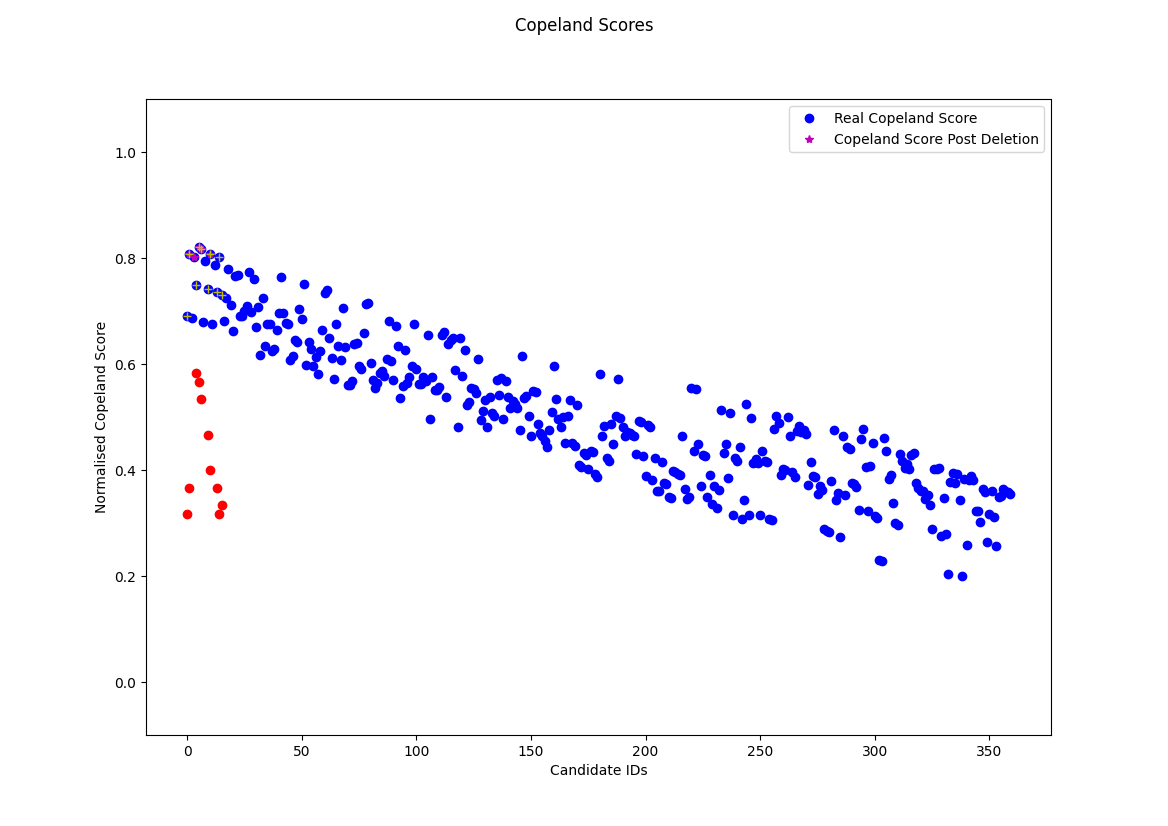 Copeland Scores
Real Copeland Score
Copeland Score Post Deletion
Normalised Copeland Score
1.0
0.8
0.6
0.4
0.2
0.0
0 50 100 150 200 250 300 350
Candidate IDs